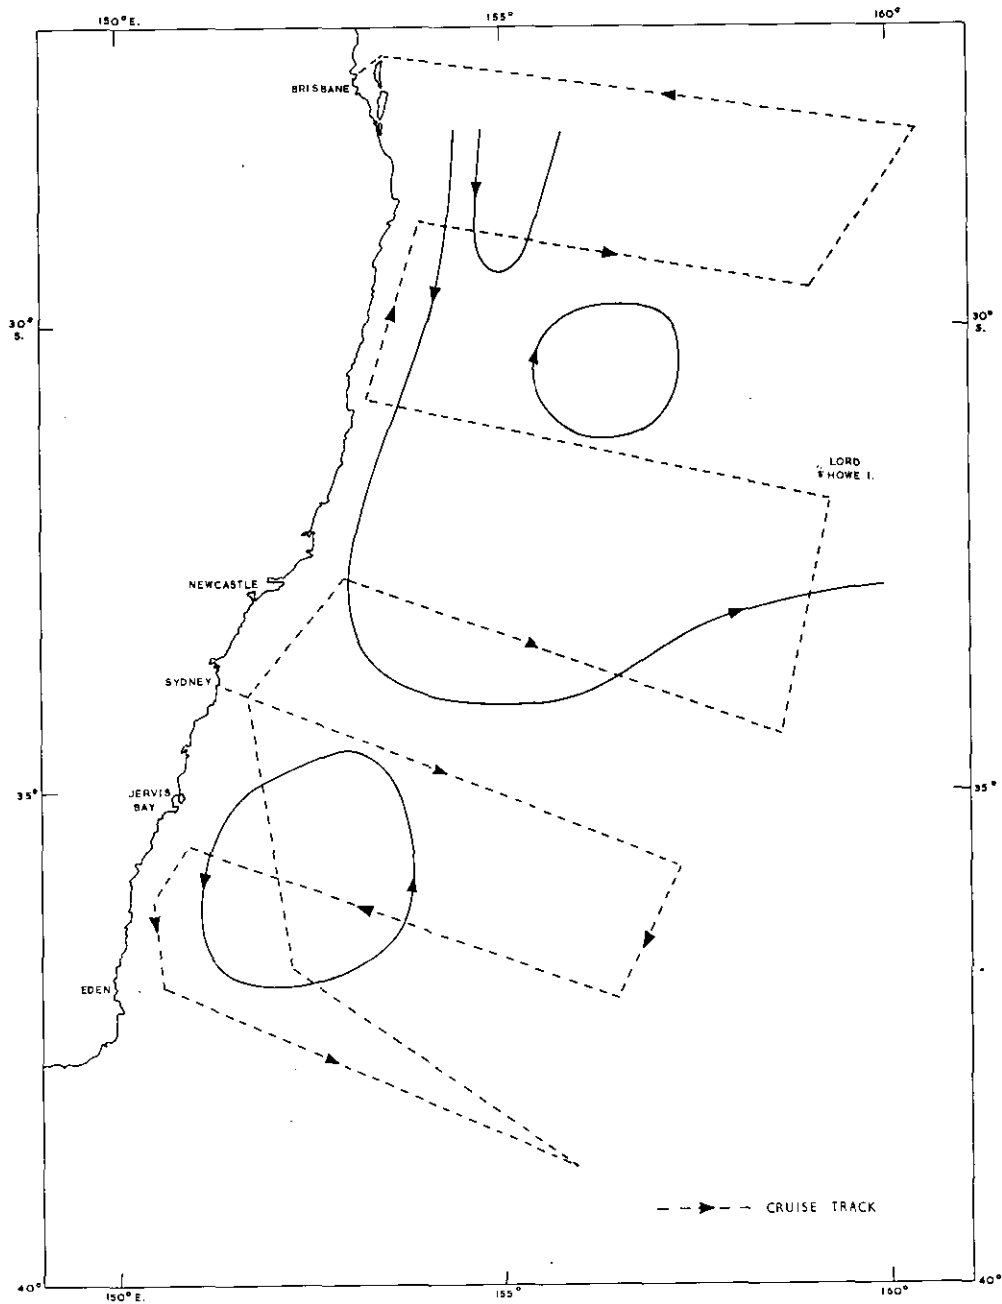 150°E.
155°
160°
BRISBANE
30°
S.
30°
S.
LORD
HOWE I.
NEWCASTLE
SYDNEY
35°
35°
JERVIS
BAY
EDEN
CRUISE TRACK
40°
40°
150°E.
155°
160°